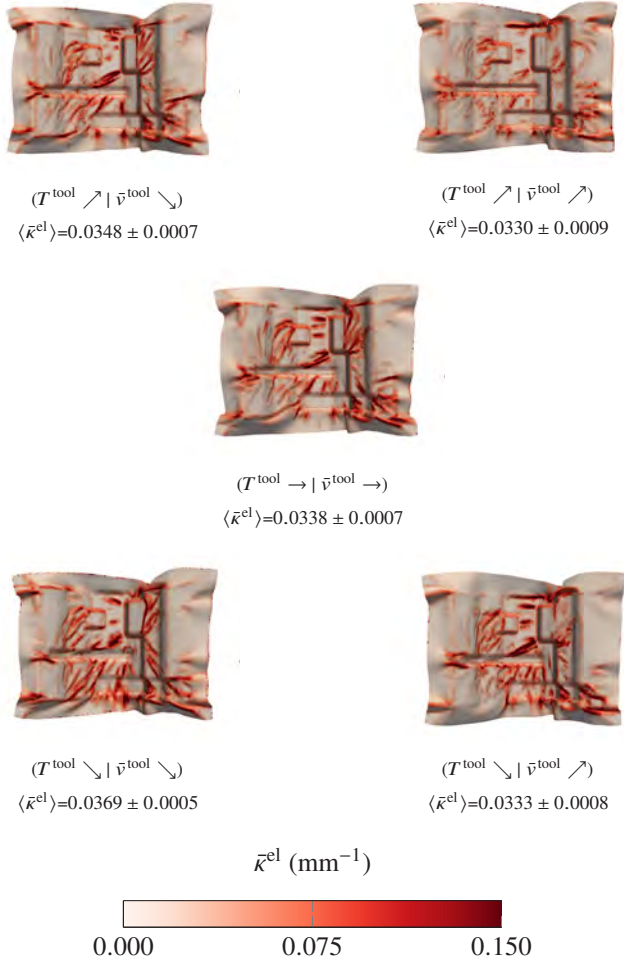 (T^tool ↗ | v̄^tool ↘) (T^tool ↗ | v̄^tool ↗)
⟨κ̄^el⟩=0.0348 ± 0.0007 ⟨κ̄^el⟩=0.0330 ± 0.0009
(T^tool → | v̄^tool →)
⟨κ̄^el⟩=0.0338 ± 0.0007
(T^tool ↘ | v̄^tool ↘) (T^tool ↘ | v̄^tool ↗)
⟨κ̄^el⟩=0.0369 ± 0.0005 ⟨κ̄^el⟩=0.0333 ± 0.0008
κ̄^el (mm⁻¹)
0.000 0.075 0.150